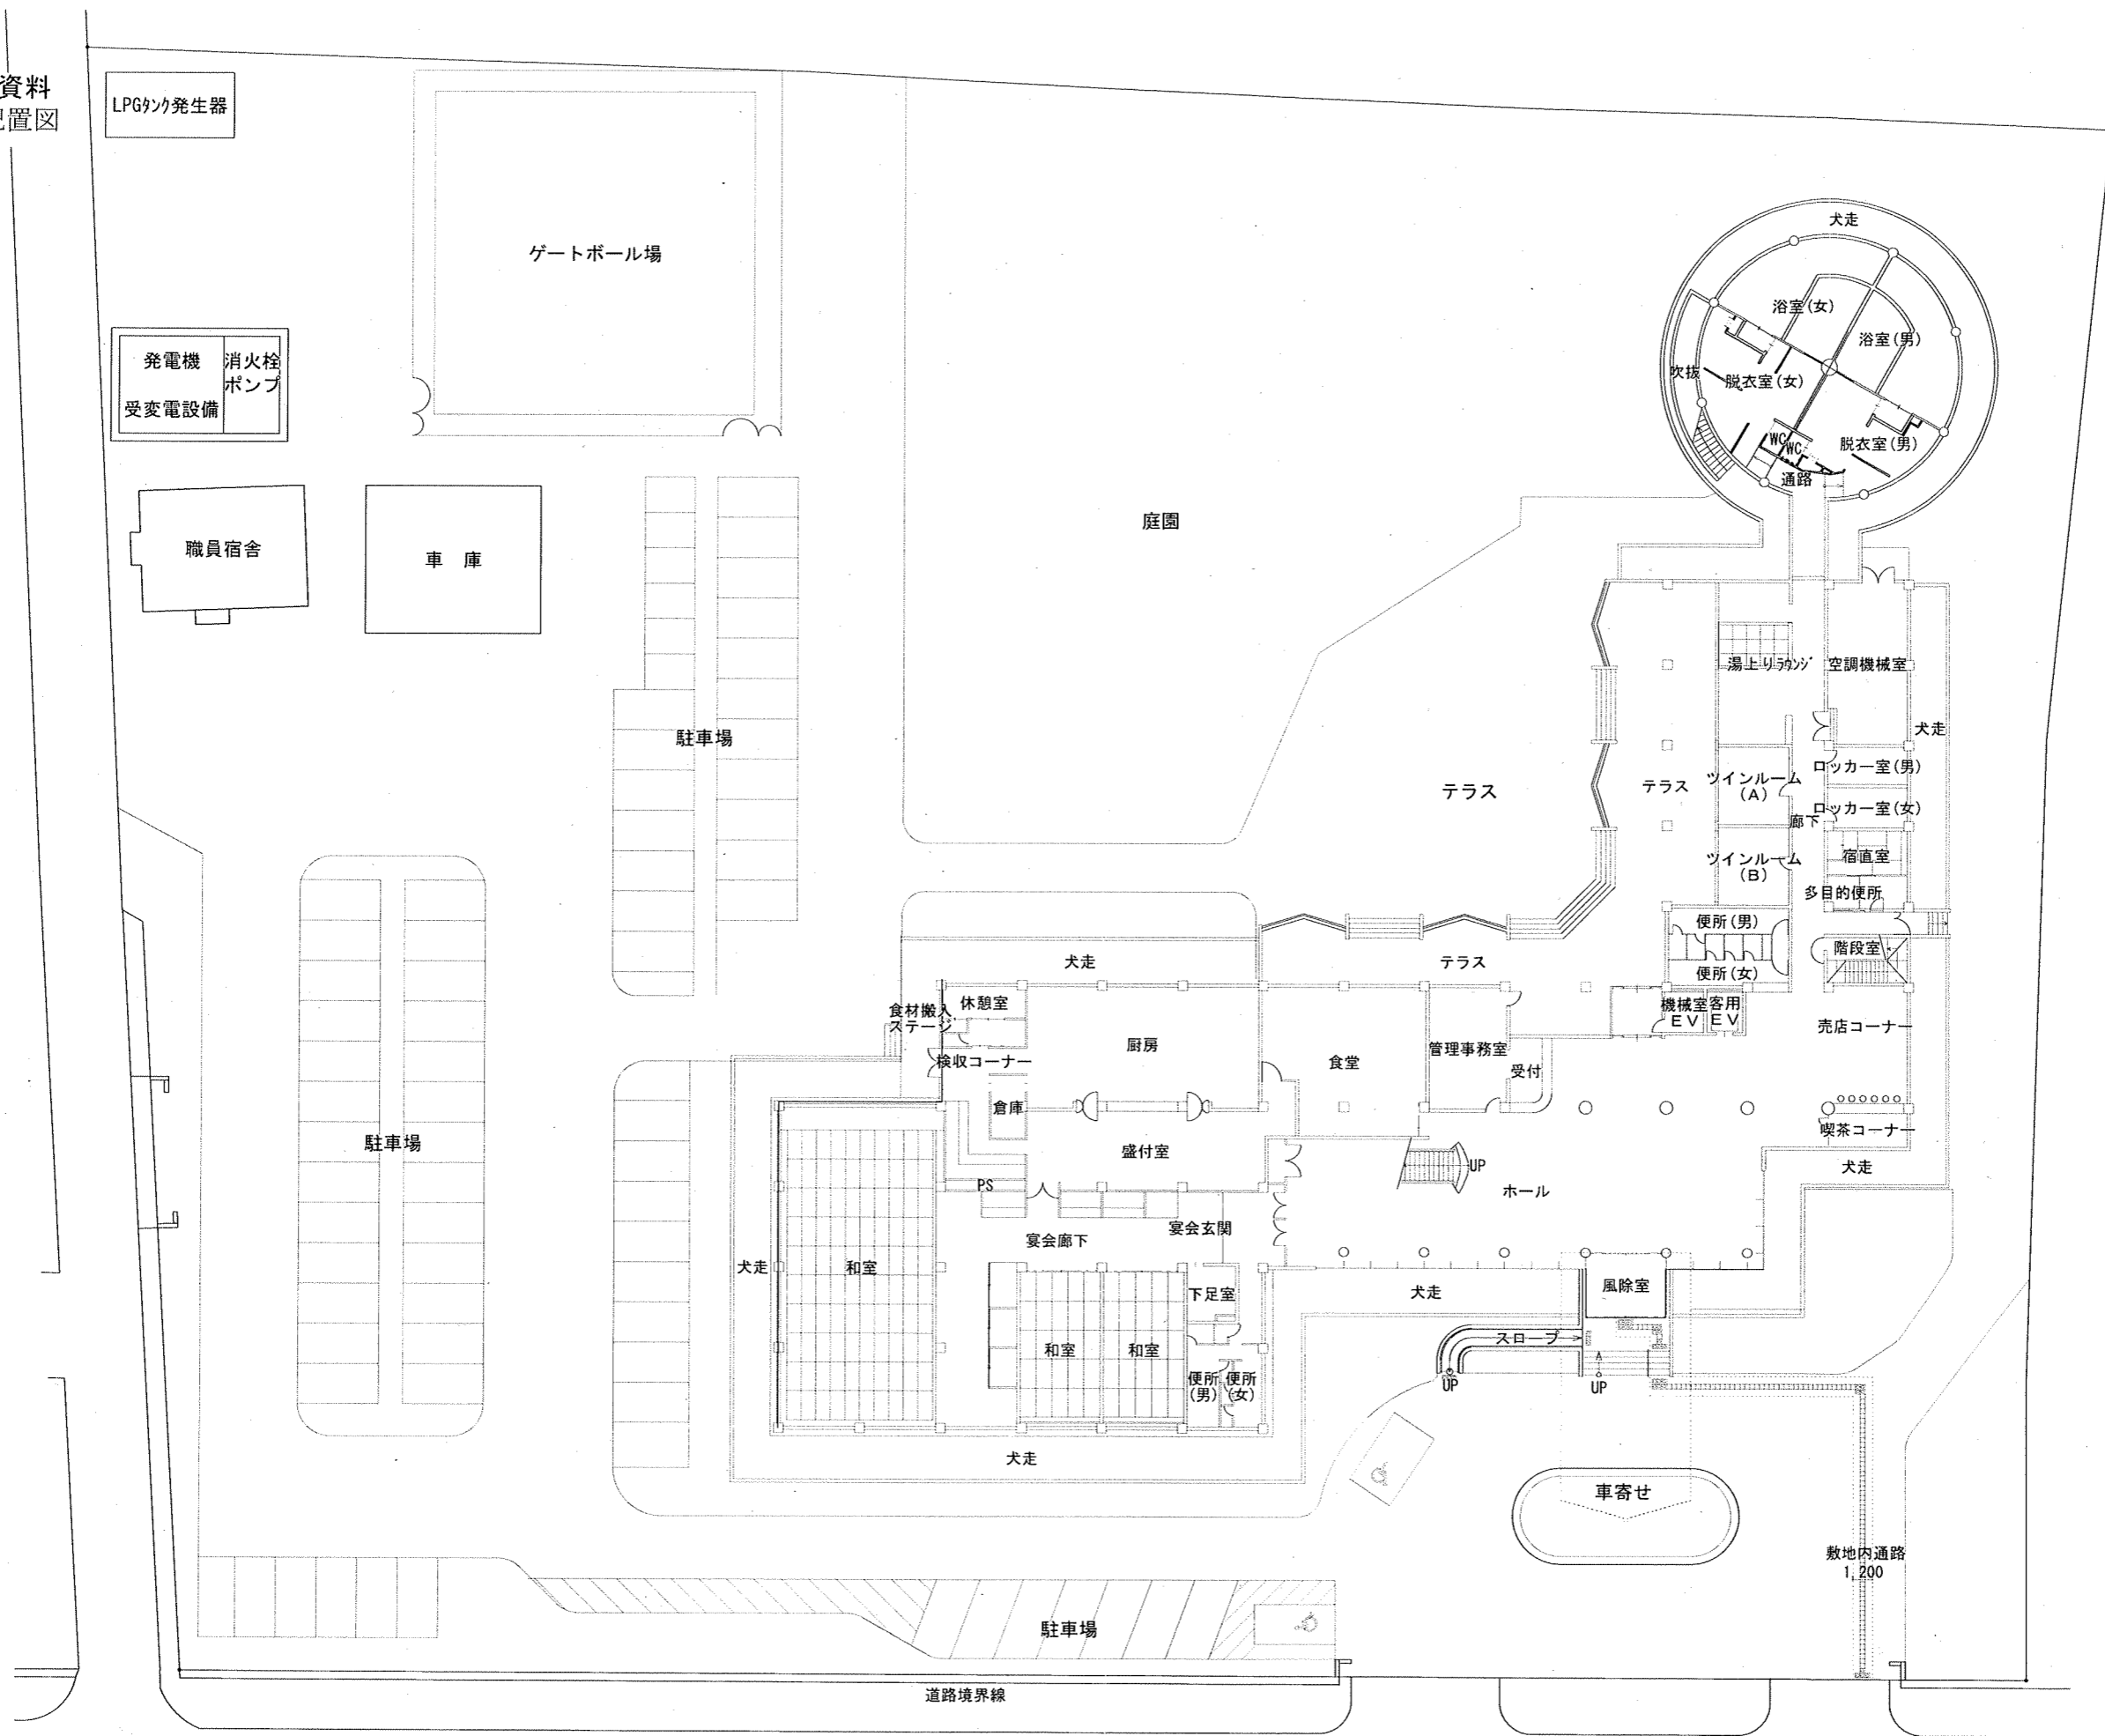 資料
配置図
LPGﾀﾝｸ発生器
ゲートボール場
発電機
受変電設備
消火栓
ポンプ
職員宿舎
車 庫
庭園
駐車場
駐車場
駐車場
犬走
浴室(女)
浴室(男)
吹抜
脱衣室(女)
脱衣室(男)
WC
WC
通路
湯上りﾗｳﾝｼﾞ
空調機械室
犬走
ロッカー室(男)
ロッカー室(女)
ツインルーム
(A)
テラス
テラス
廊下
ツインルーム
(B)
宿直室
多目的便所
便所(男)
便所(女)
階段室
テラス
犬走
機械室
EV
客用
EV
売店コーナー
食材搬入
ステージ
休憩室
検収コーナー
厨房
食堂
管理事務室
受付
倉庫
盛付室
喫茶コーナー
犬走
PS
UP
ホール
宴会玄関
宴会廊下
犬走
和室
下足室
犬走
風除室
スロープ
和室
和室
便所
(男)
便所
(女)
UP
UP
犬走
車寄せ
敷地内通路
1,200
道路境界線